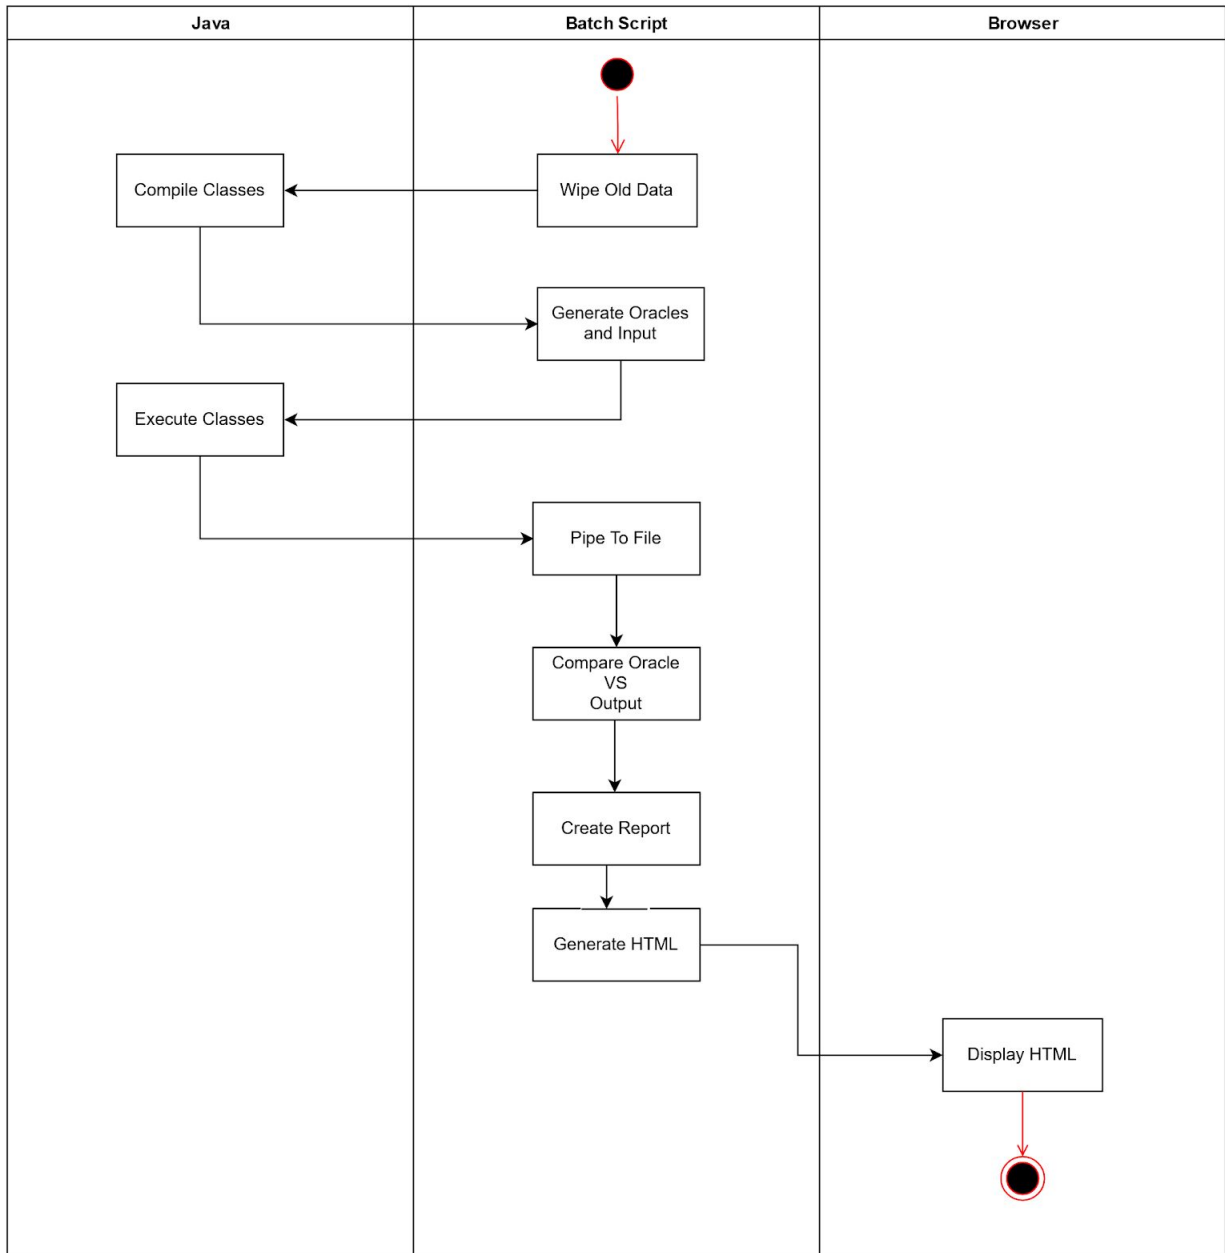 Java
Batch Script
Browser
Wipe Old Data
Compile Classes
Generate Oracles
and Input
Execute Classes
Pipe To File
Compare Oracle
VS
Output
Create Report
Generate HTML
Display HTML